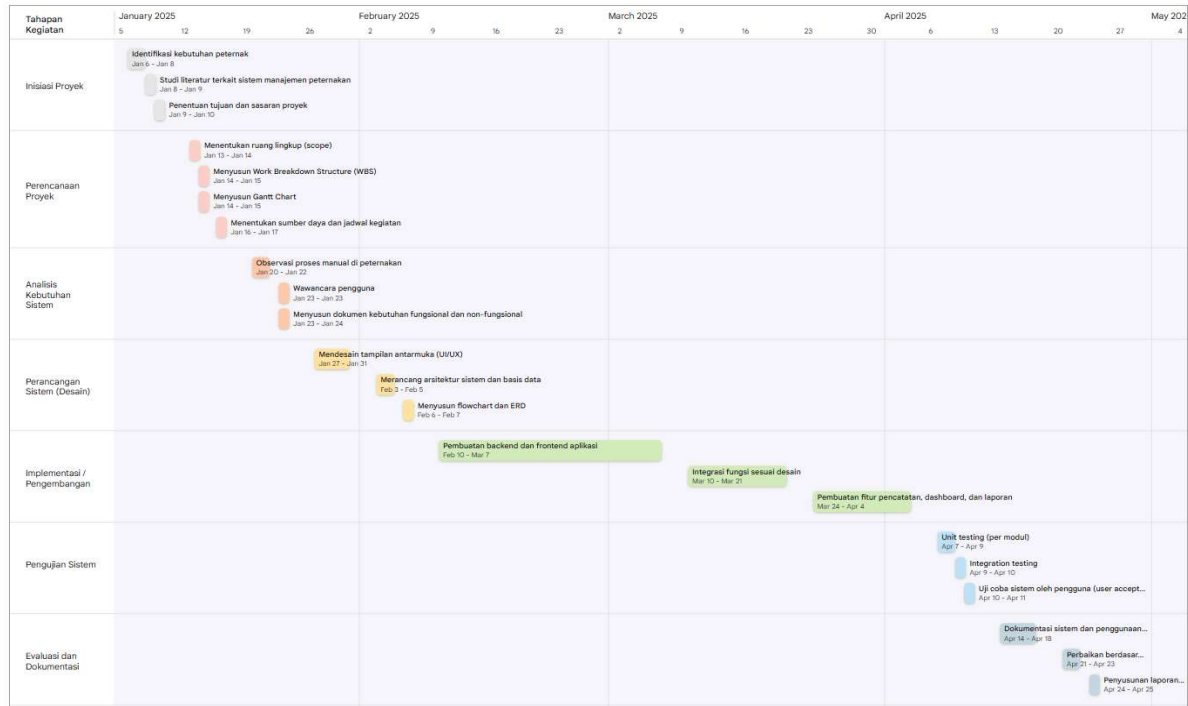 Tahapan
Kegiatan
January 2025
February 2025
March 2025
April 2025
May 202
5 12 19 26 2 9 16 23 2 9 16 23 30 6 13 20 27 4
Inisiasi Proyek
Identifikasi kebutuhan peternak
Jan 6 – Jan 8
Studi literatur terkait sistem manajemen peternakan
Jan 8 – Jan 9
Penentuan tujuan dan sasaran proyek
Jan 9 – Jan 10
Perencanaan
Proyek
Menentukan ruang lingkup (scope)
Jan 13 – Jan 14
Menyusun Work Breakdown Structure (WBS)
Jan 14 – Jan 15
Menyusun Gantt Chart
Jan 14 – Jan 15
Menentukan sumber daya dan jadwal kegiatan
Jan 16 – Jan 17
Analisis
Kebutuhan
Sistem
Observasi proses manual di peternakan
Jan 20 – Jan 22
Wawancara pengguna
Jan 23 – Jan 23
Menyusun dokumen kebutuhan fungsional dan non-fungsional
Jan 23 – Jan 24
Perancangan
Sistem (Desain)
Mendesain tampilan antarmuka (UI/UX)
Jan 27 – Jan 31
Merancang arsitektur sistem dan basis data
Feb 3 – Feb 5
Menyusun flowchart dan ERD
Feb 6 – Feb 7
Implementasi /
Pengembangan
Pembuatan backend dan frontend aplikasi
Feb 10 – Mar 7
Integrasi fungsi sesuai desain
Mar 10 – Mar 21
Pembuatan fitur pencatatan, dashboard, dan laporan
Mar 24 – Apr 4
Pengujian Sistem
Unit testing (per modul)
Apr 7 – Apr 9
Integration testing
Apr 9 – Apr 10
Uji coba sistem oleh pengguna (user accept...
Apr 10 – Apr 11
Evaluasi dan
Dokumentasi
Dokumentasi sistem dan penggunaan...
Apr 14 – Apr 18
Perbaikan berdasar...
Apr 21 – Apr 23
Penyusunan laporan...
Apr 24 – Apr 25